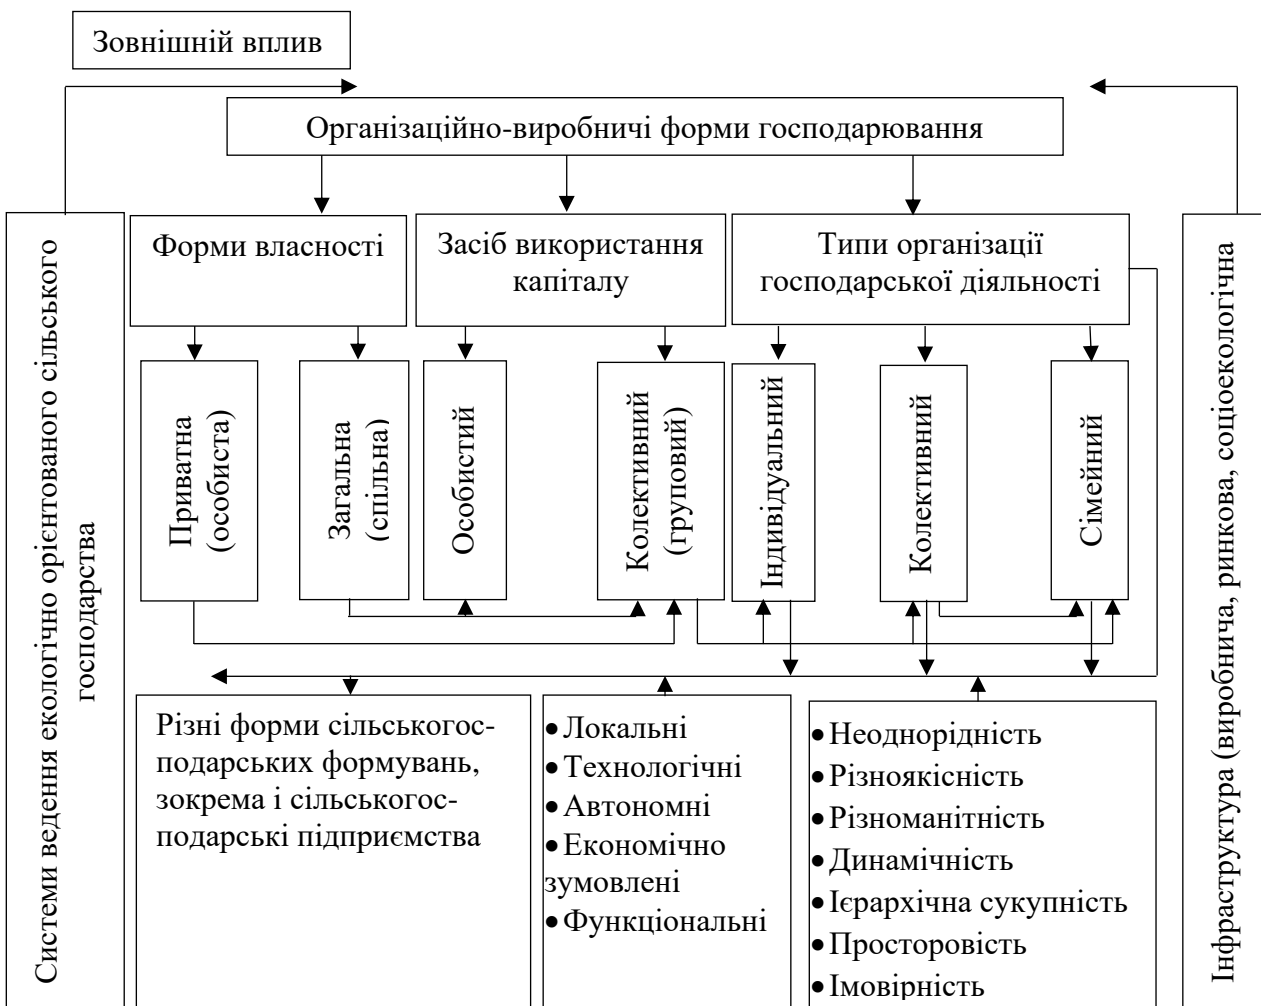 Зовнішній вплив
Організаційно-виробничі форми господарювання
Системи ведення екологічно орієнтованого сільського
господарства
Форми власності
Засіб використання
капіталу
Типи організації
господарської діяльності
Інфраструктура (виробнича, ринкова, соціоекологічна
Приватна
(особиста)
Загальна
(спільна)
Особистий
Колективний
(груповий)
Індивідуальний
Колективний
Сімейний
Різні форми сільськогос-
подарських формувань,
зокрема і сільськогос-
подарські підприємства
•Локальні
•Технологічні
•Автономні
•Економічно
зумовлені
•Функціональні
•Неоднорідність
•Різноякісність
•Різноманітність
•Динамічність
•Ієрархічна сукупність
•Просторовість
•Імовірність